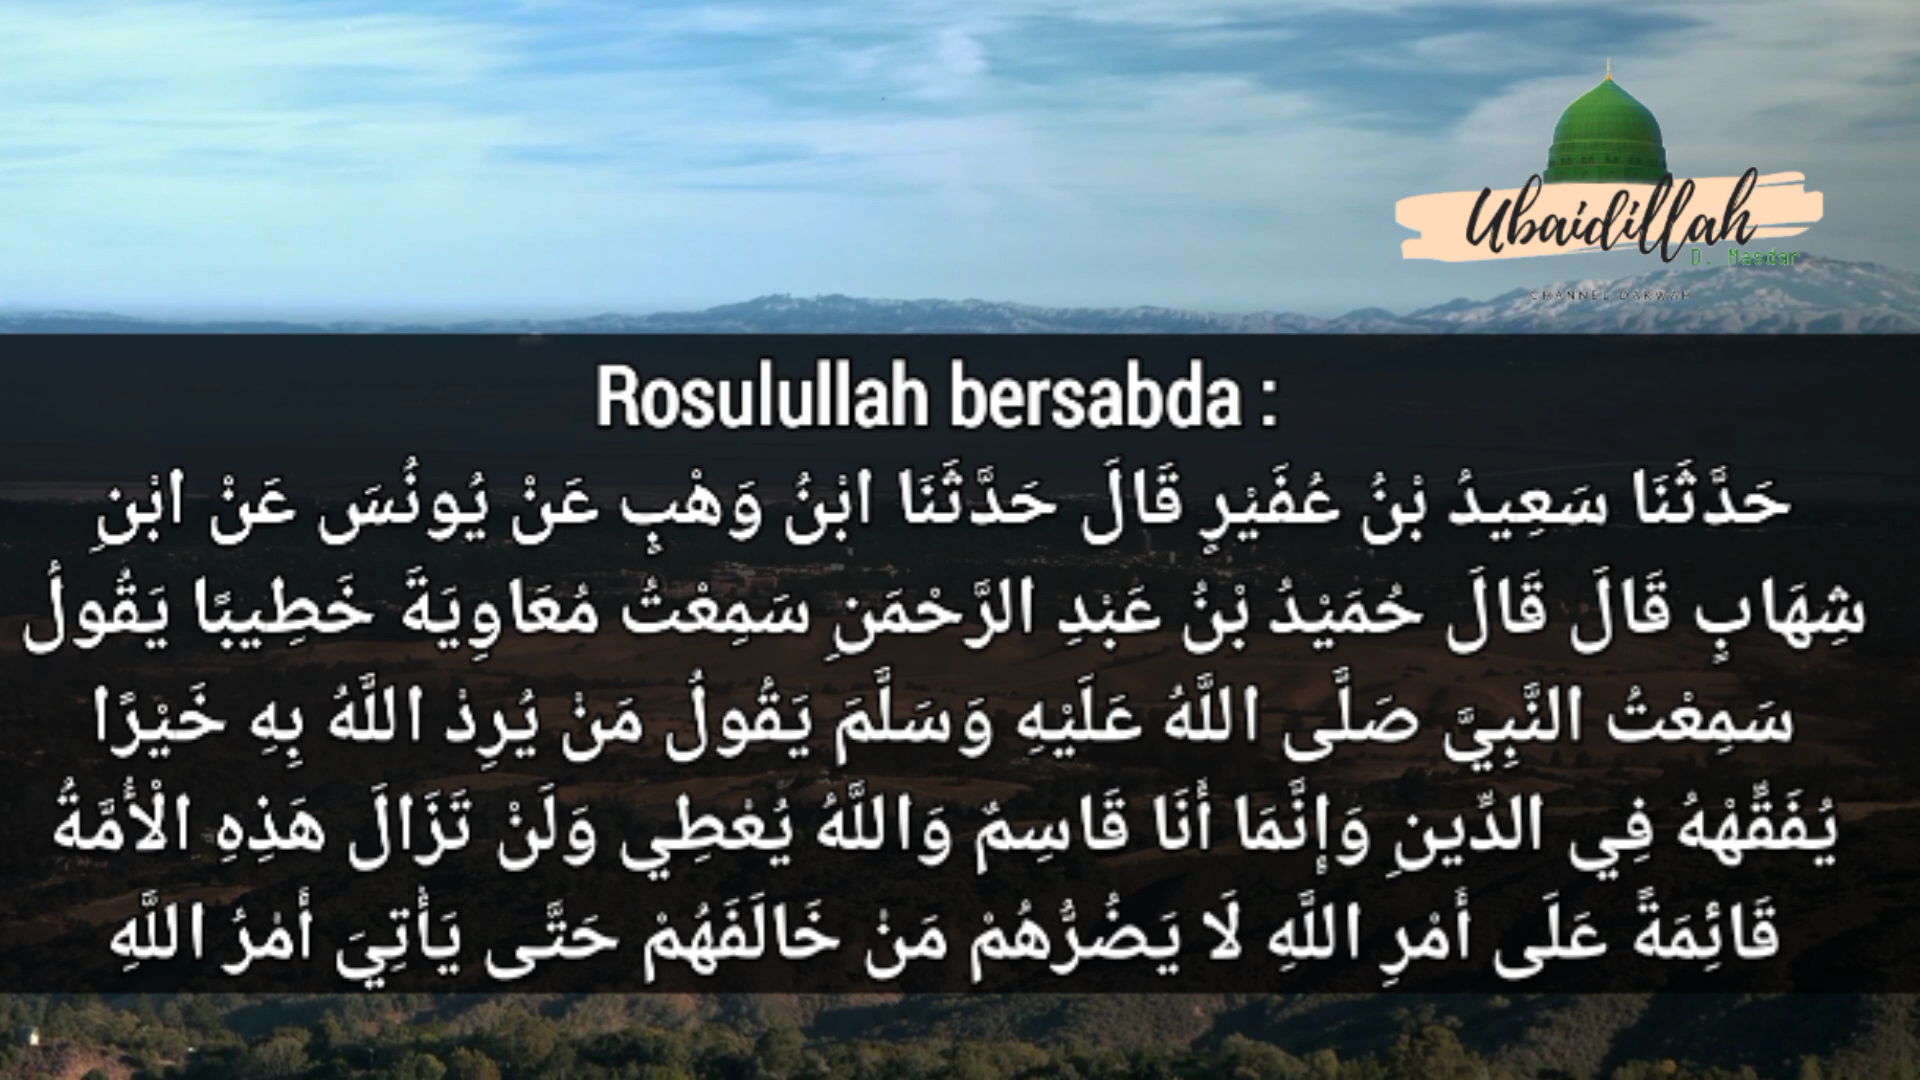 Ubaidillah
D. Masdar
CHANNEL DAKWAH
Rosulullah bersabda :
حَدَّثَنَا سَعِيدُ بْنُ عُفَيْرٍ قَالَ حَدَّثَنَا ابْنُ وَهْبٍ عَنْ يُونُسَ عَنْ ابْنِ
شِهَابٍ قَالَ قَالَ حُمَيْدُ بْنُ عَبْدِ الرَّحْمَنِ سَمِعْتُ مُعَاوِيَةَ خَطِيبًا يَقُولُ
سَمِعْتُ النَّبِيَّ صَلَّى اللَّهُ عَلَيْهِ وَسَلَّمَ يَقُولُ مَنْ يُرِدْ اللَّهُ بِهِ خَيْرًا
يُفَقِّهْهُ فِي الدِّينِ وَإِنَّمَا أَنَا قَاسِمٌ وَاللَّهُ يُعْطِي وَلَنْ تَزَالَ هَذِهِ الْأُمَّةُ
قَائِمَةً عَلَى أَمْرِ اللَّهِ لَا يَضُرُّهُمْ مَنْ خَالَفَهُمْ حَتَّى يَأْتِيَ أَمْرُ اللَّهِ